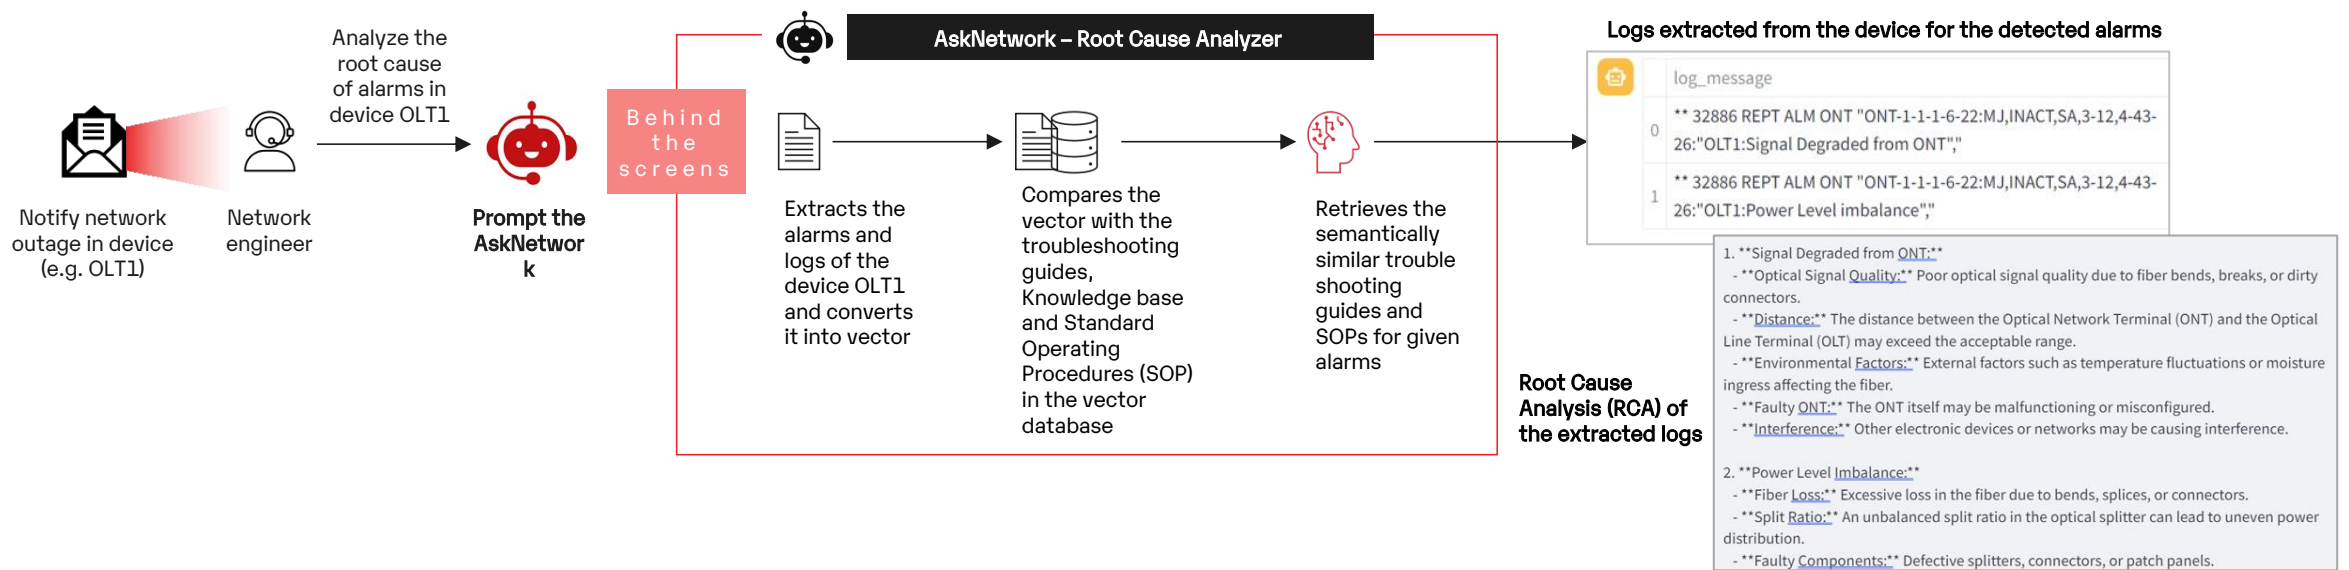 Notify network
outage in device
(e.g. OLT1)
Network
engineer
Analyze the
root cause
of alarms in
device OLT1
Prompt the
AskNetwor
k
Behind
the
screens
AskNetwork – Root Cause Analyzer
Extracts the
alarms and
logs of the
device OLT1
and converts
it into vector
Compares the
vector with the
troubleshooting
guides,
Knowledge base
and Standard
Operating
Procedures (SOP)
in the vector
database
Retrieves the
semantically
similar trouble
shooting
guides and
SOPs for given
alarms
Logs extracted from the device for the detected alarms
log_message
0
** 32886 REPT ALM ONT "ONT-1-1-1-6-22:MJ,INACT,SA,3-12,4-43-
26:"OLT1:Signal Degraded from ONT","
1
** 32886 REPT ALM ONT "ONT-1-1-1-6-22:MJ,INACT,SA,3-12,4-43-
26:"OLT1:Power Level imbalance","
Root Cause
Analysis (RCA) of
the extracted logs
1. **Signal Degraded from ONT:**
- **Optical Signal Quality:** Poor optical signal quality due to fiber bends, breaks, or dirty
connectors.
- **Distance:** The distance between the Optical Network Terminal (ONT) and the Optical
Line Terminal (OLT) may exceed the acceptable range.
- **Environmental Factors:** External factors such as temperature fluctuations or moisture
ingress affecting the fiber.
- **Faulty ONT:** The ONT itself may be malfunctioning or misconfigured.
- **Interference:** Other electronic devices or networks may be causing interference.
2. **Power Level Imbalance:**
- **Fiber Loss:** Excessive loss in the fiber due to bends, splices, or connectors.
- **Split Ratio:** An unbalanced split ratio in the optical splitter can lead to uneven power
distribution.
- **Faulty Components:** Defective splitters, connectors, or patch panels.